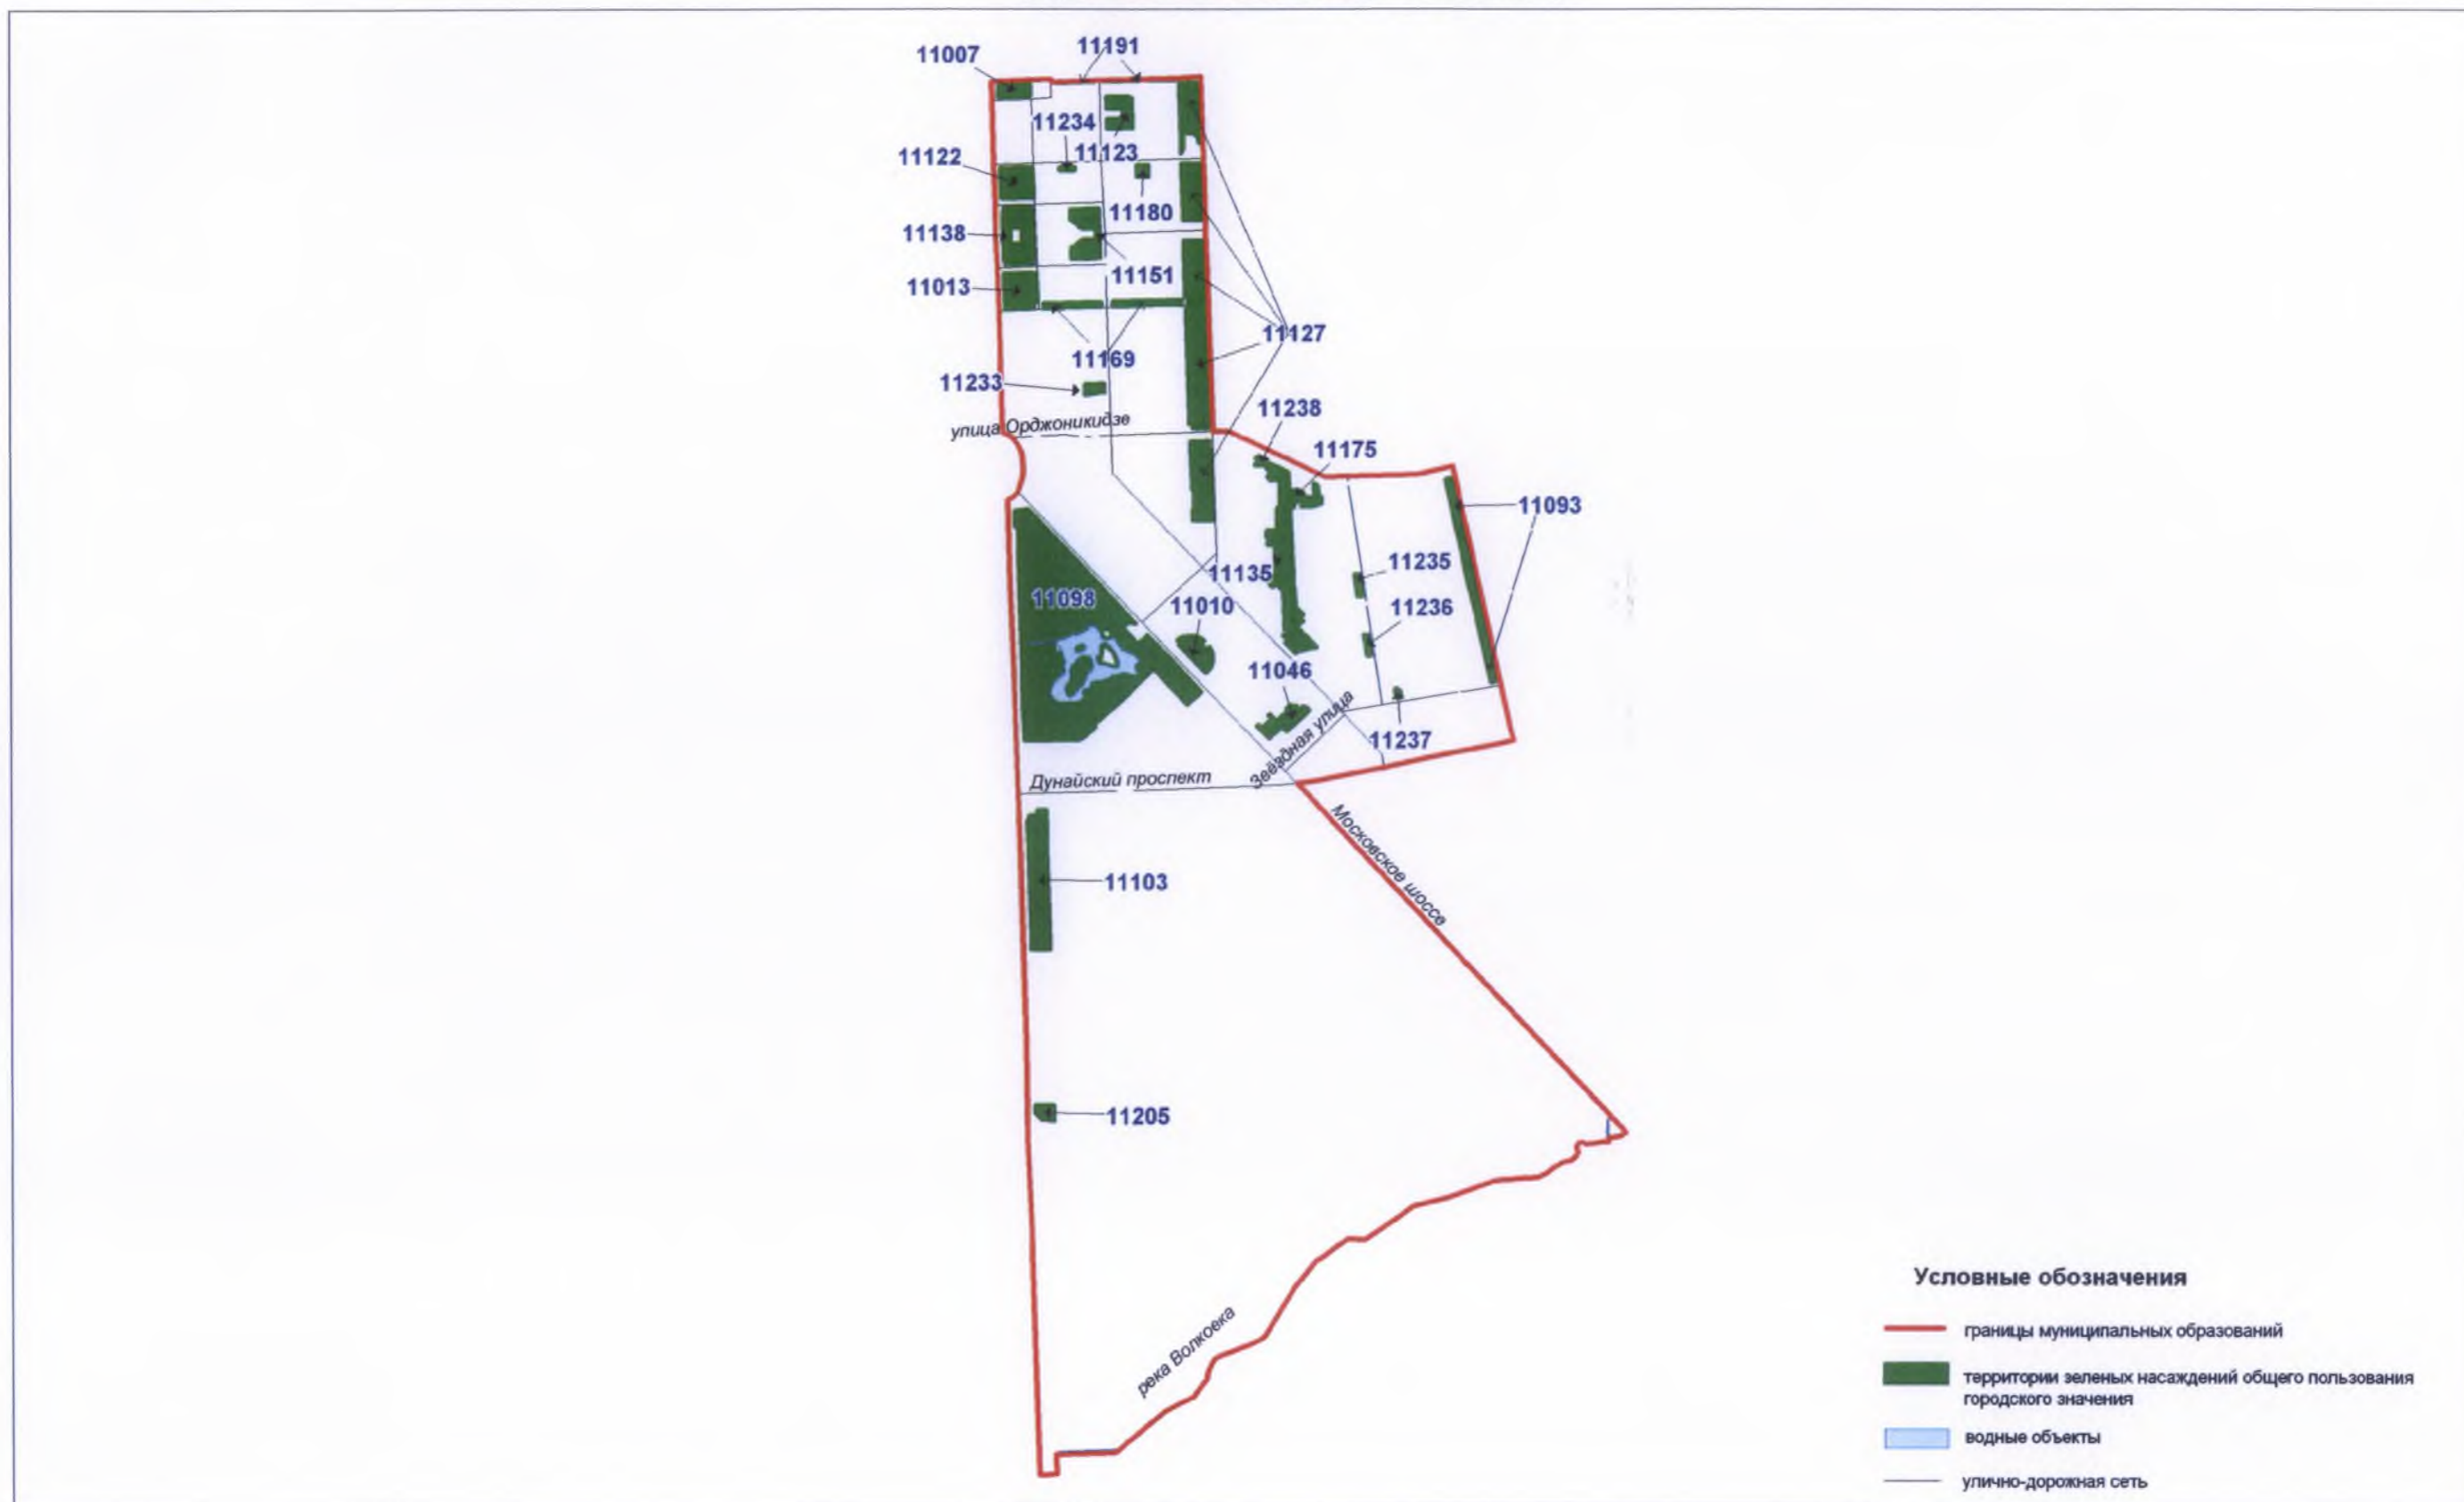 11007
11191
11234
11123
11122
11180
11138
11151
11013
11127
11169
11233
11238
улица Орджоникидзе
11175
11093
11235
11135
11098
11010
11236
11046
Звёздная улица
11237
Дунайский проспект
Московское шоссе
11103
11205
река Волковка
Условные обозначения
границы муниципальных образований
территории зеленых насаждений общего пользования
городского значения
водные объекты
улично-дорожная сеть